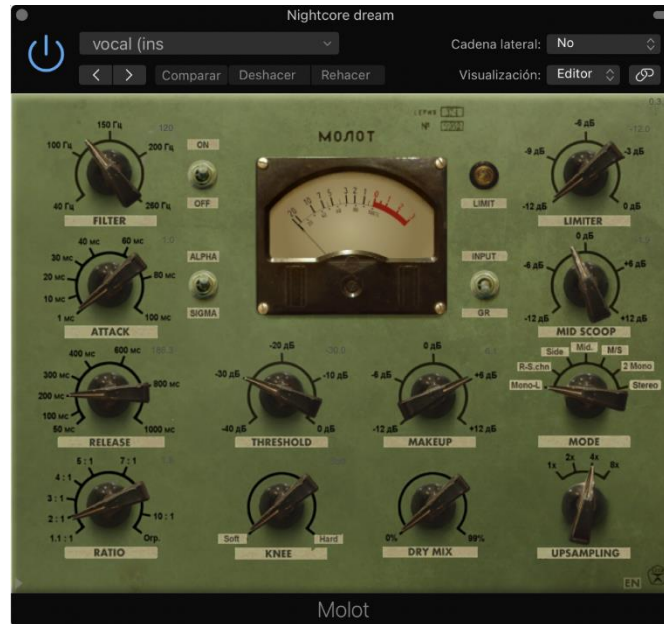 Nightcore dream
vocal (ins
Cadena lateral: No
Comparar Deshacer Rehacer
Visualización: Editor
МОЛОТ
40 Гц 100 Гц 150 Гц 200 Гц 260 Гц
120
FILTER
ON
OFF
LIMIT
-12 дБ -9 дБ -6 дБ -3 дБ 0 дБ
LIMITER
1 мс 10 мс 20 мс 30 мс 40 мс 60 мс 80 мс 100 мс
ATTACK
ALPHA
SIGMA
INPUT
GR
-12 дБ -6 дБ 0 дБ +6 дБ +12 дБ
MID SCOOP
50 мс 100 мс 200 мс 300 мс 400 мс 600 мс 800 мс 1000 мс
RELEASE
-40 дБ -30 дБ -20 дБ -10 дБ 0 дБ
-30.0
THRESHOLD
-12 дБ -6 дБ 0 дБ +6 дБ +12 дБ
MAKEUP
Mono-L R-S.chn Side Mid. M/S 2 Mono Stereo
MODE
1.1 : 1 2 : 1 3 : 1 4 : 1 5 : 1 7 : 1 10 : 1 Огр.
RATIO
Soft Hard
KNEE
0% 99%
DRY MIX
1x 2x 4x 8x
UPSAMPLING
EN
Molot